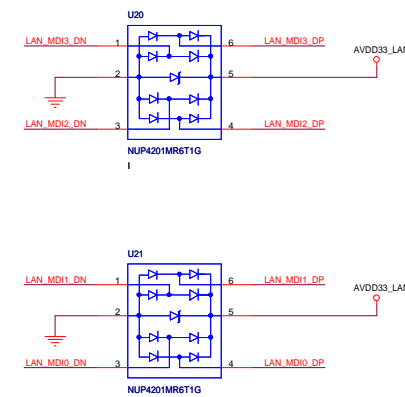 U20
LAN_MDI3_DN 1 6 LAN_MDI3_DP
AVDD33_LAN
2 5
LAN_MDI2_DN 3 4 LAN_MDI2_DP
NUP4201MR6T1G
I
U21
LAN_MDI1_DN 1 6 LAN_MDI1_DP
AVDD33_LAN
2 5
LAN_MDI0_DN 3 4 LAN_MDI0_DP
NUP4201MR6T1G